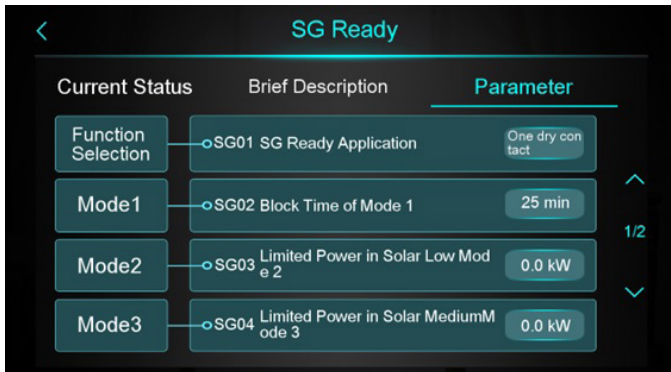 SG Ready
Current Status
Brief Description
Parameter
Function
Selection
SG01 SG Ready Application
One dry con
tact
Mode1
SG02 Block Time of Mode 1
25 min
1/2
Mode2
SG03 Limited Power in Solar Low Mod
e 2
0.0 kW
Mode3
SG04 Limited Power in Solar MediumM
ode 3
0.0 kW